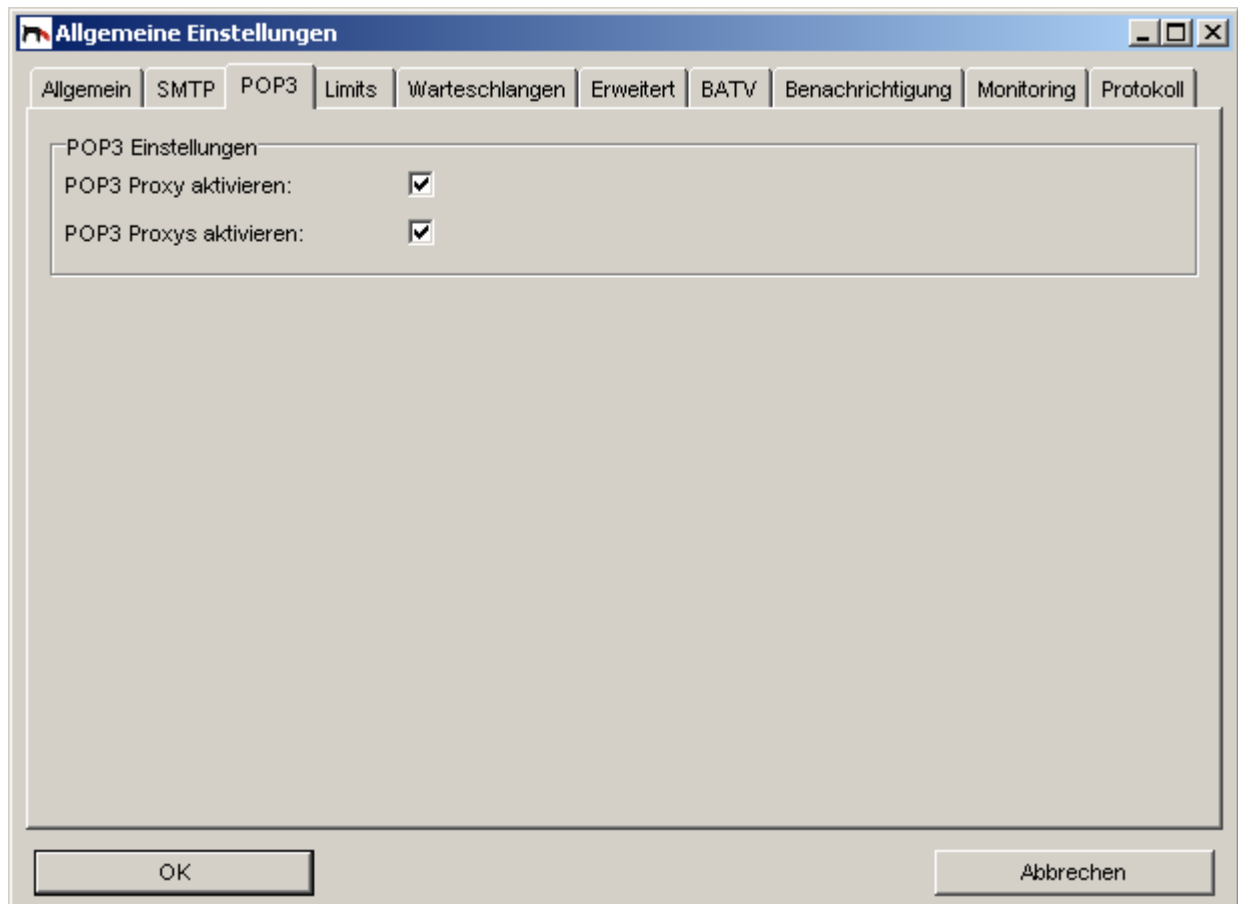 Allgemeine Einstellungen
Allgemein SMTP POP3 Limits Warteschlangen Erweitert BATV Benachrichtigung Monitoring Protokoll
POP3 Einstellungen
POP3 Proxy aktivieren:
POP3 Proxys aktivieren:
OK Abbrechen